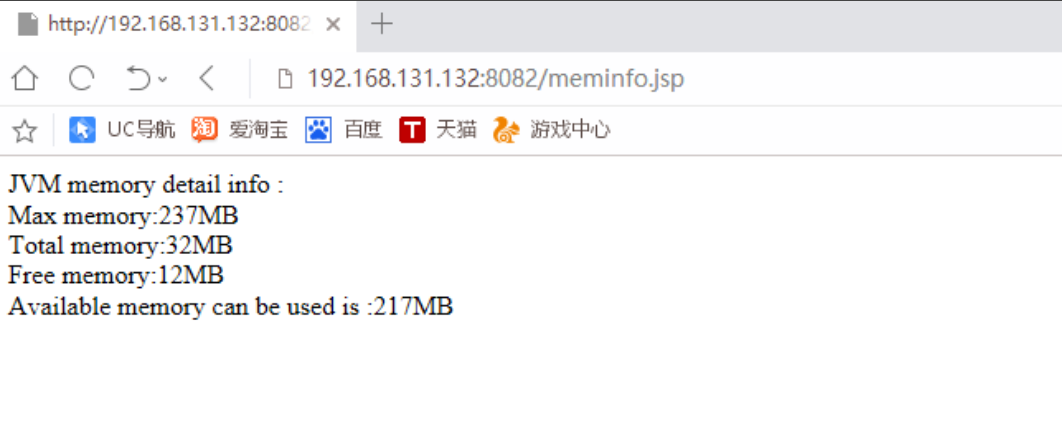 http://192.168.131.132:8082
192.168.131.132:8082/meminfo.jsp
UC导航 淘 爱淘宝 百度 T 天猫 游戏中心
JVM memory detail info :
Max memory:237MB
Total memory:32MB
Free memory:12MB
Available memory can be used is :217MB